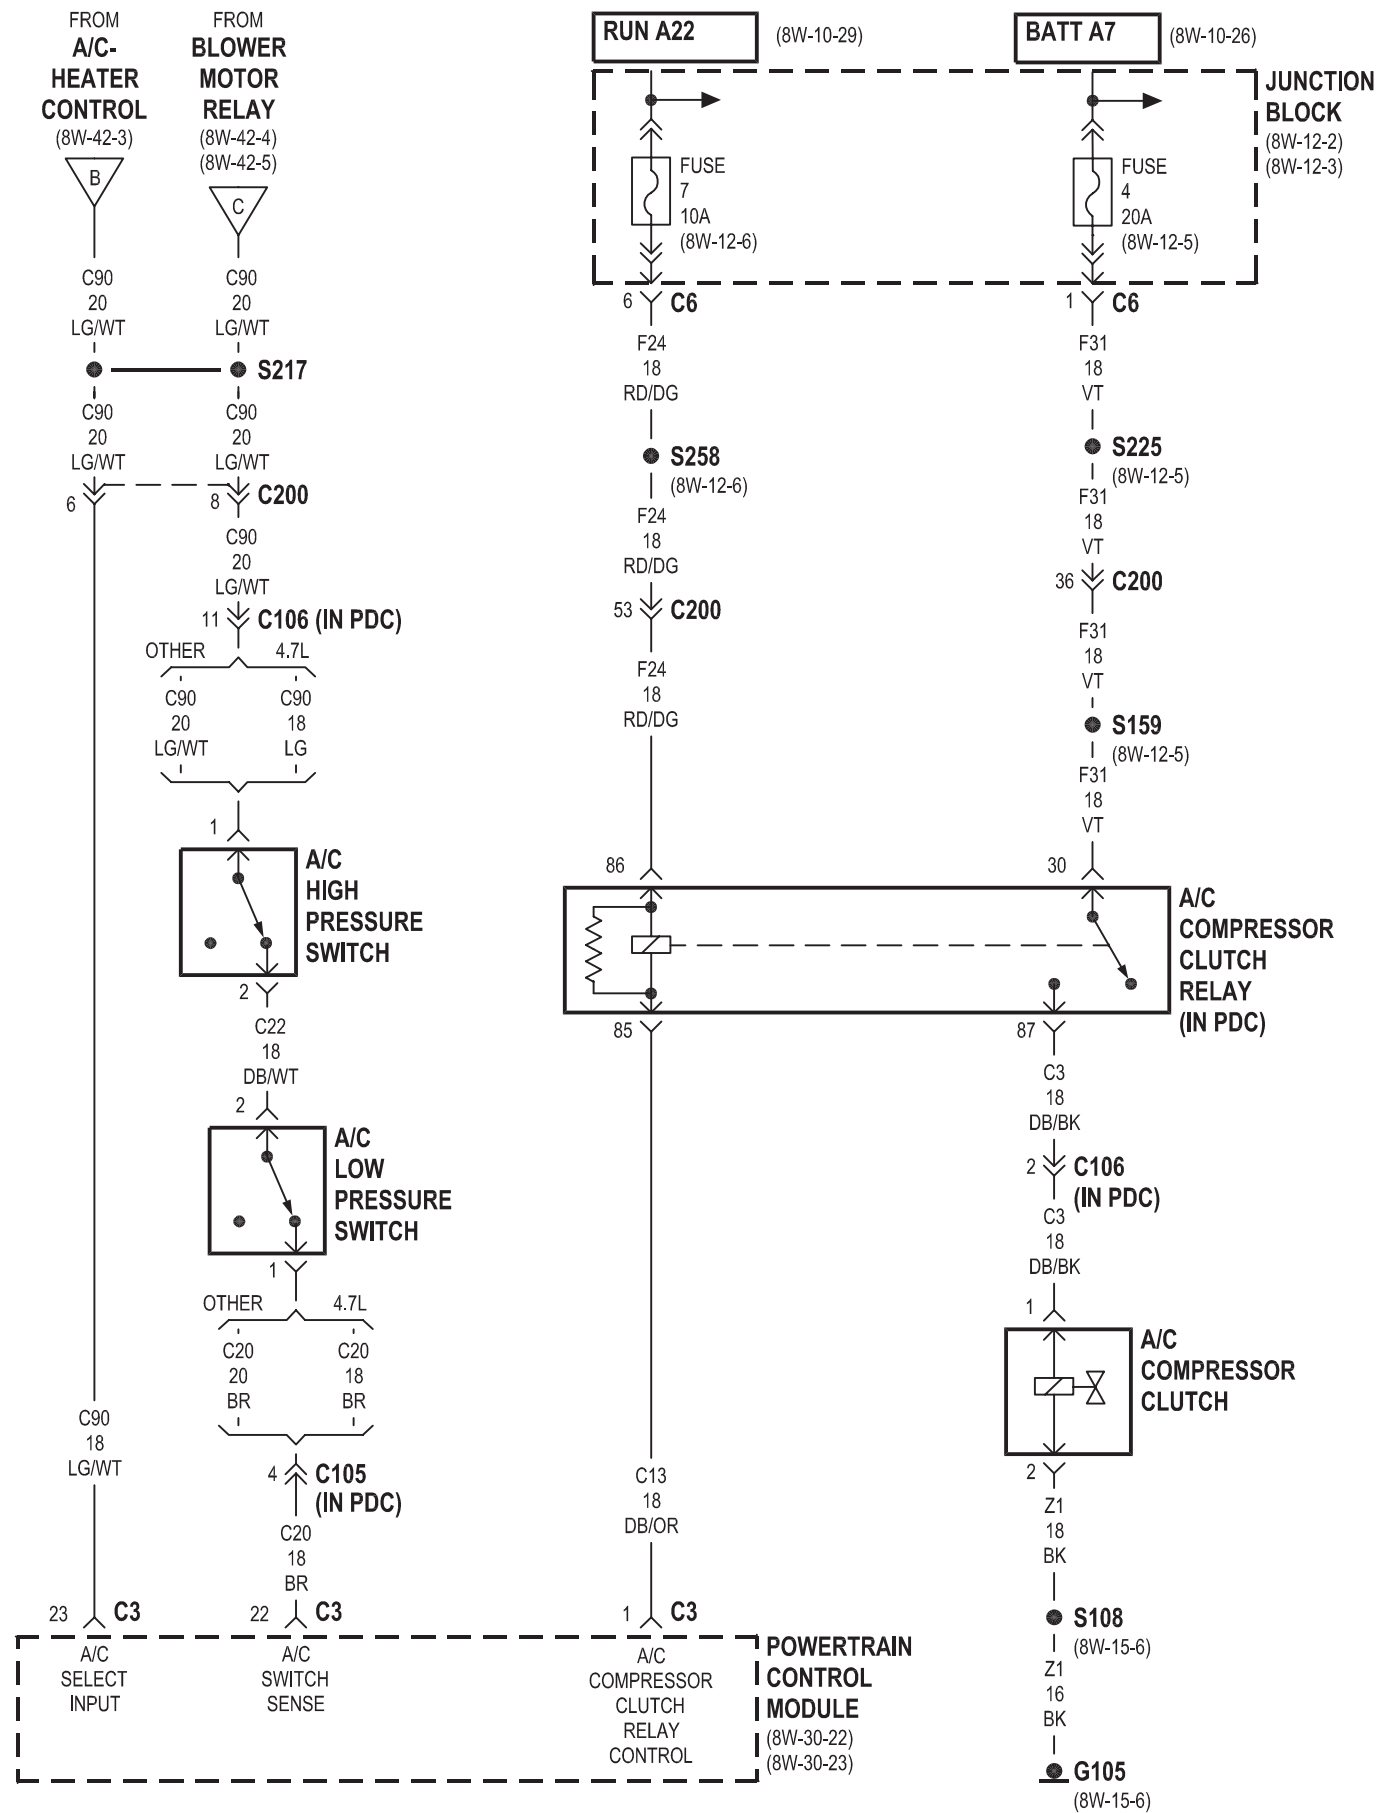 FROM
A/C-
HEATER
CONTROL
(8W-42-3)
B
FROM
BLOWER
MOTOR
RELAY
(8W-42-4)
(8W-42-5)
C
C90
20
LG/WT
C90
20
LG/WT
S217
C90
20
LG/WT
C90
20
LG/WT
6
8
C200
C90
20
LG/WT
11
C106 (IN PDC)
OTHER
4.7L
C90
20
LG/WT
C90
18
LG
1
A/C
HIGH
PRESSURE
SWITCH
2
C22
18
DB/WT
2
A/C
LOW
PRESSURE
SWITCH
1
OTHER
4.7L
C20
20
BR
C20
18
BR
C90
18
LG/WT
4
C105
(IN PDC)
C20
18
BR
23
C3
22
C3
A/C
SELECT
INPUT
A/C
SWITCH
SENSE
RUN A22
(8W-10-29)
BATT A7
(8W-10-26)
JUNCTION
BLOCK
(8W-12-2)
(8W-12-3)
FUSE
7
10A
(8W-12-6)
FUSE
4
20A
(8W-12-5)
6
C6
1
C6
F24
18
RD/DG
S258
(8W-12-6)
F24
18
RD/DG
53
C200
F24
18
RD/DG
F31
18
VT
S225
(8W-12-5)
F31
18
VT
36
C200
F31
18
VT
S159
(8W-12-5)
F31
18
VT
86
30
A/C
COMPRESSOR
CLUTCH
RELAY
(IN PDC)
85
87
C13
18
DB/OR
1
C3
A/C
COMPRESSOR
CLUTCH
RELAY
CONTROL
POWERTRAIN
CONTROL
MODULE
(8W-30-22)
(8W-30-23)
C3
18
DB/BK
2
C106
(IN PDC)
C3
18
DB/BK
1
A/C
COMPRESSOR
CLUTCH
2
Z1
18
BK
S108
(8W-15-6)
Z1
16
BK
G105
(8W-15-6)